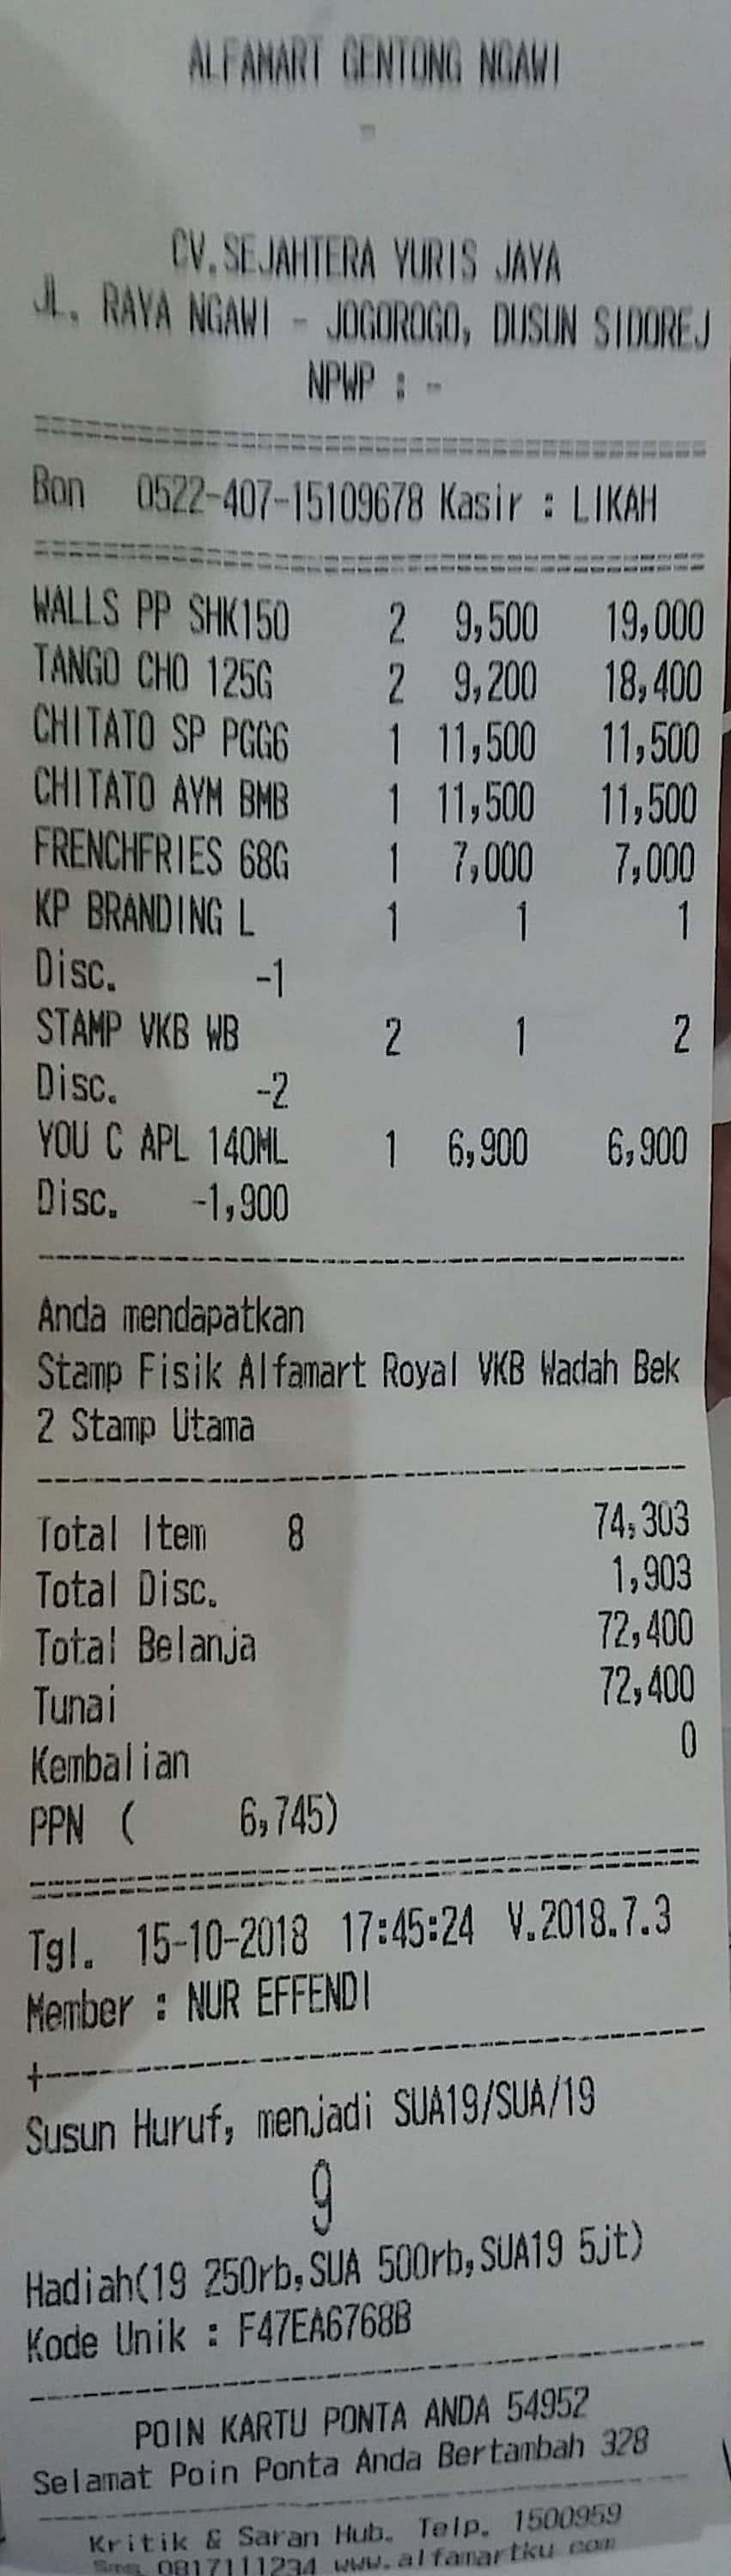 ALFAMART GENTONG NGAWI
-
CV.SEJAHTERA YURIS JAYA
JL. RAYA NGAWI - JOGOROGO, DUSUN SIDOREJ
NPWP : -
Bon 0522-407-15109678 Kasir : LIKAH
WALLS PP SHK150 2 9,500 19,000
TANGO CHO 125G 2 9,200 18,400
CHITATO SP PGG6 1 11,500 11,500
CHITATO AYM BMB 1 11,500 11,500
FRENCHFRIES 68G 1 7,000 7,000
KP BRANDING L 1 1 1
Disc. -1
STAMP VKB WB 2 1 2
Disc. -2
YOU C APL 140ML 1 6,900 6,900
Disc. -1,900
Anda mendapatkan
Stamp Fisik Alfamart Royal VKB Wadah Bek
2 Stamp Utama
Total Item 8 74,303
Total Disc. 1,903
Total Belanja 72,400
Tunai 72,400
Kembalian 0
PPN ( 6,745)
Tgl. 15-10-2018 17:45:24 V.2018.7.3
Member : NUR EFFENDI
Susun Huruf, menjadi SUA19/SUA/19
9
Hadiah(19 250rb,SUA 500rb,SUA19 5jt)
Kode Unik : F47EA6768B
POIN KARTU PONTA ANDA 54952
Selamat Poin Ponta Anda Bertambah 328
Kritik & Saran Hub. Telp. 1500959
Sms 0817111234 www.alfamartku.com